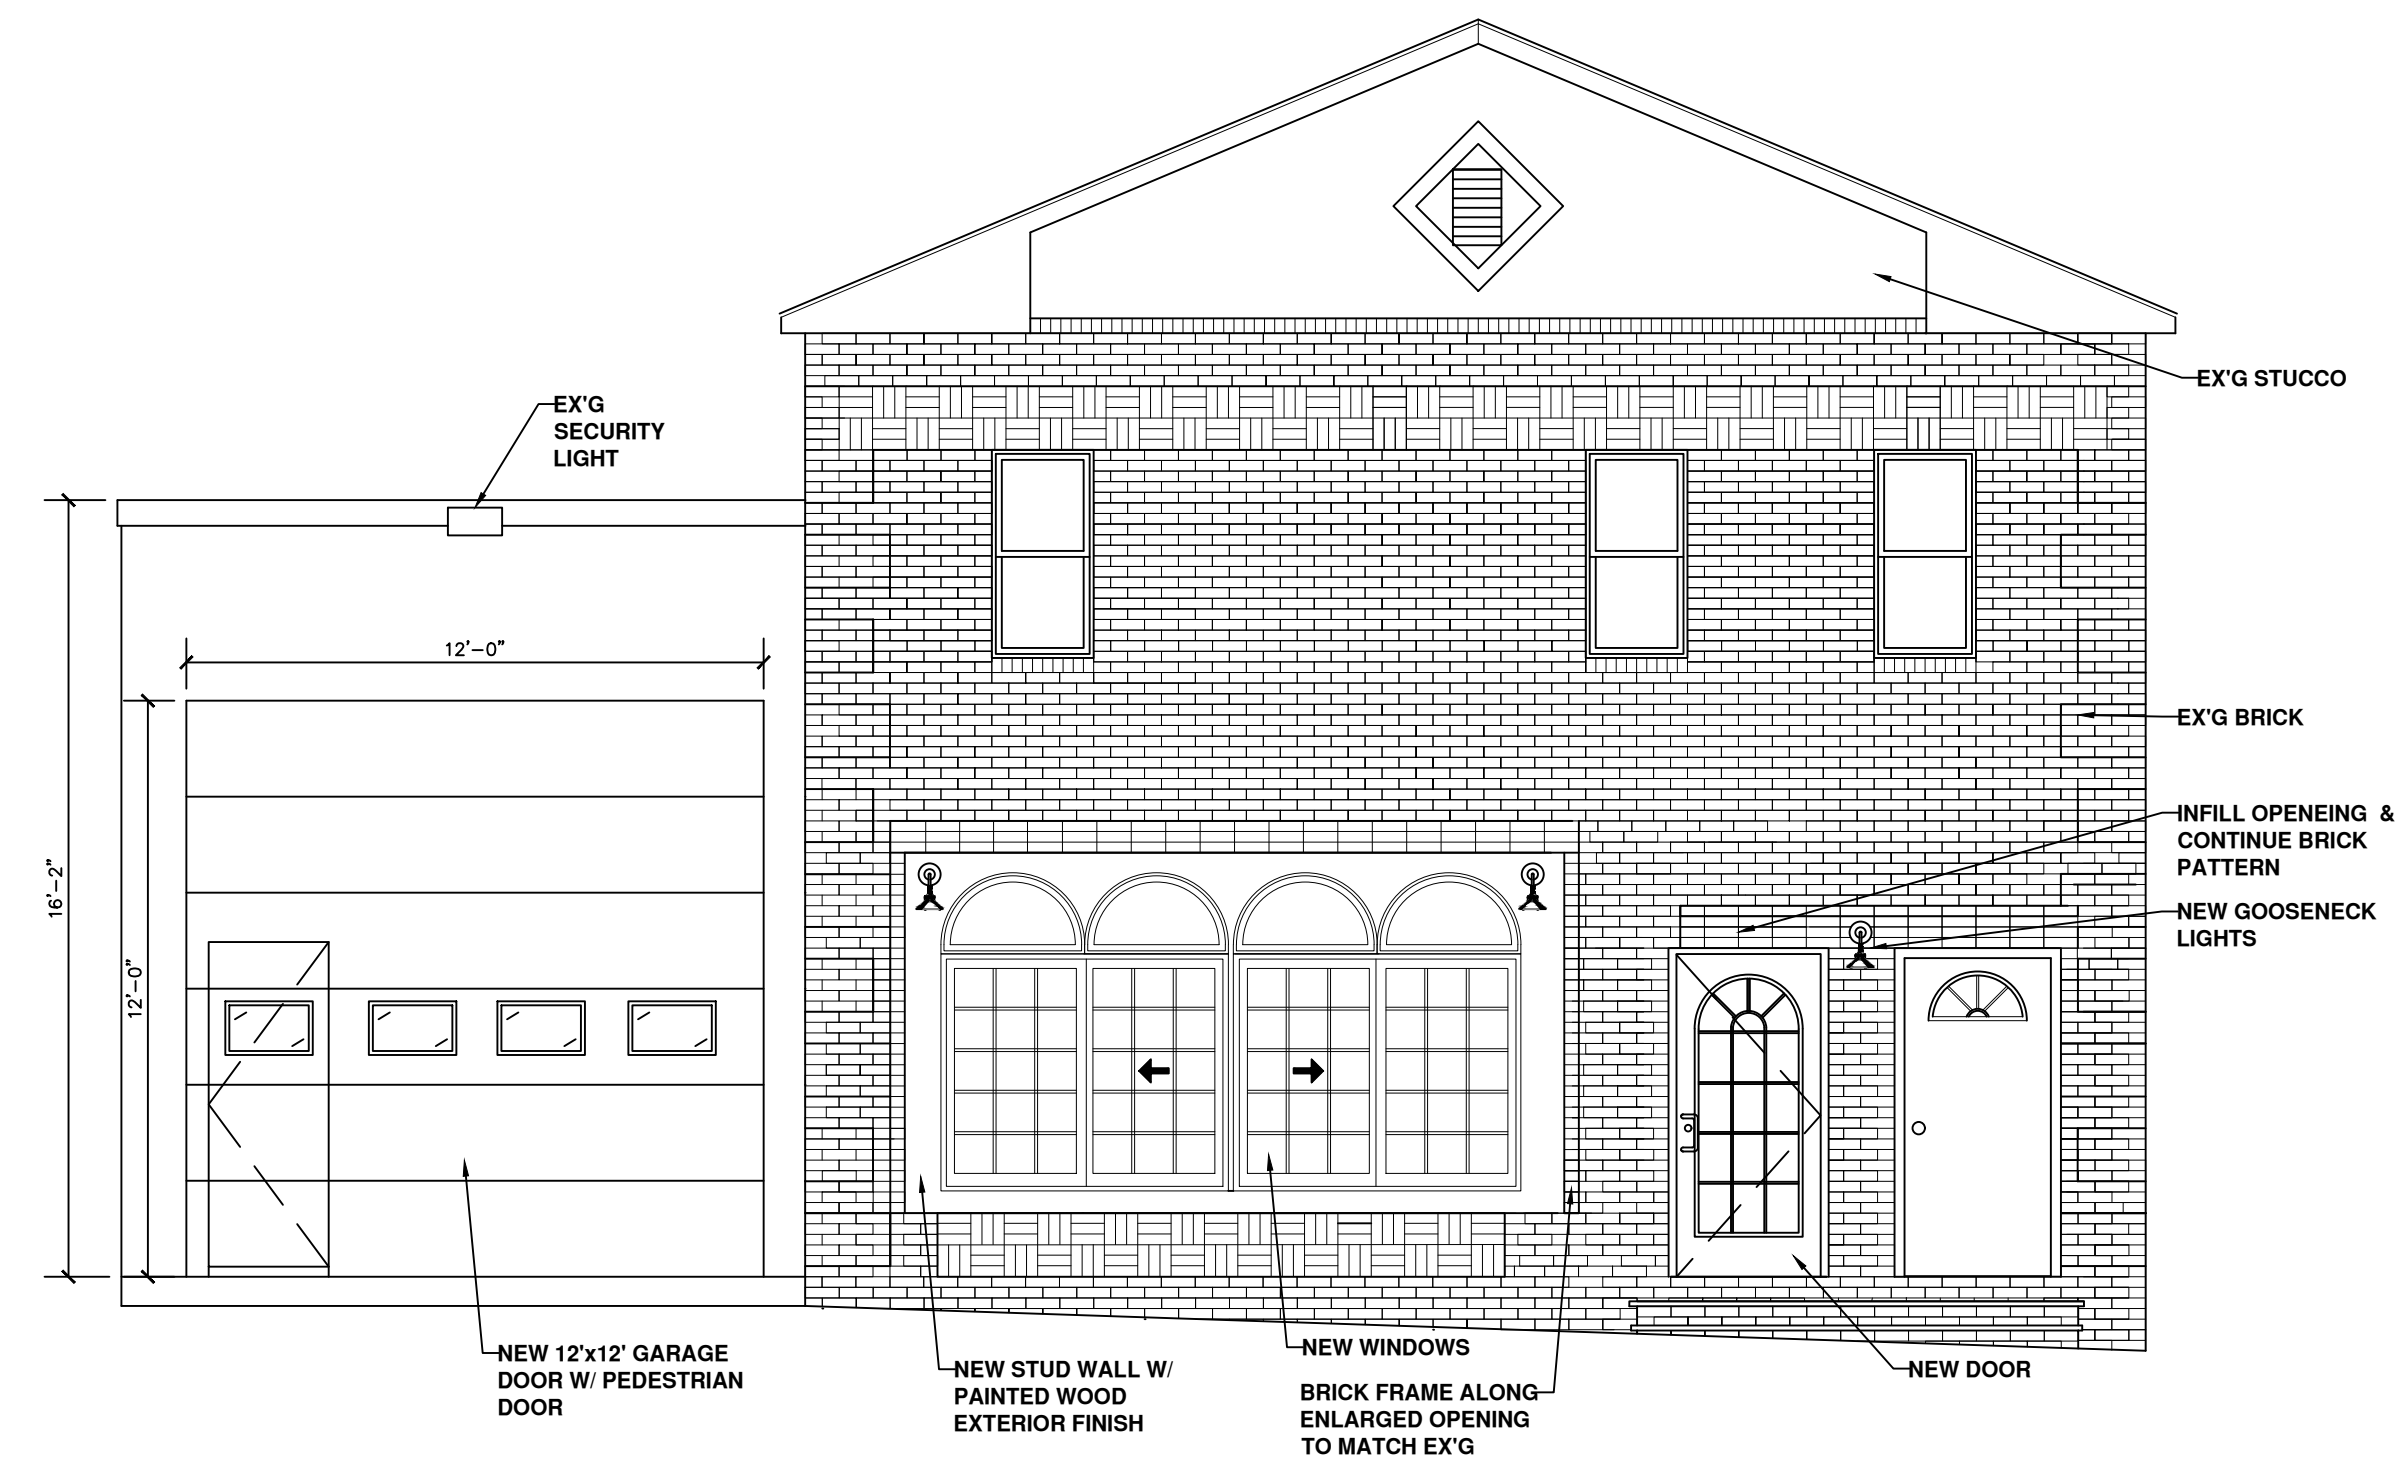 EX'G STUCCO
EX'G
SECURITY
LIGHT
12'-0"
EX'G BRICK
INFILL OPENEING &
CONTINUE BRICK
PATTERN
16'-2"
12'-0"
NEW GOOSENECK
LIGHTS
NEW 12'x12' GARAGE
DOOR W/ PEDESTRIAN
DOOR
NEW STUD WALL W/
PAINTED WOOD
EXTERIOR FINISH
NEW WINDOWS
BRICK FRAME ALONG
ENLARGED OPENING
TO MATCH EX'G
NEW DOOR